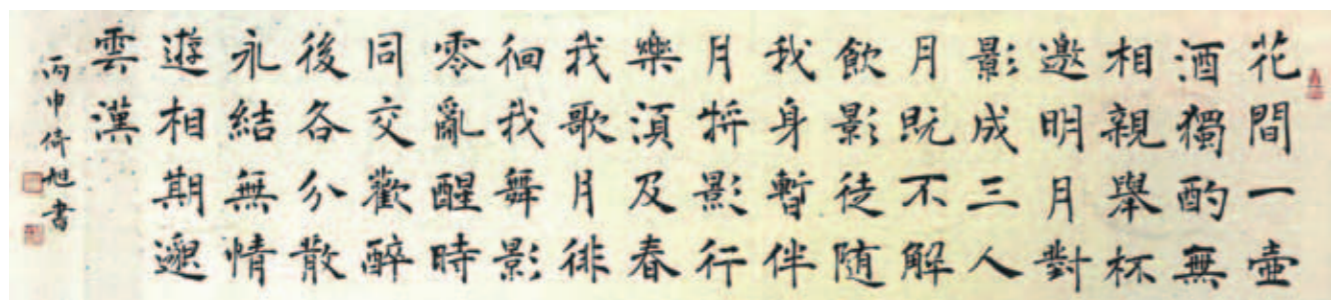 花間一壺
酒獨酌無
相親舉杯
邀明月對
影成三人
月既不解
飲影徒随
我身暫伴
月將影行
樂須及春
我歌月徘
徊我舞影
零亂醒時
同交歡醉
後各分散
永結無情
遊相期邈
雲漢
丙申倚旭書